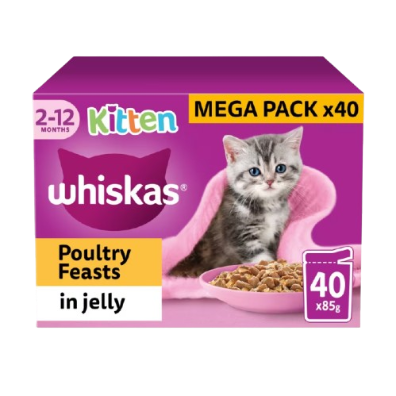 2-12
MONTHS
Kitten
MEGA PACK x40
whiskas®
Poultry
Feasts
in jelly
40
x85g